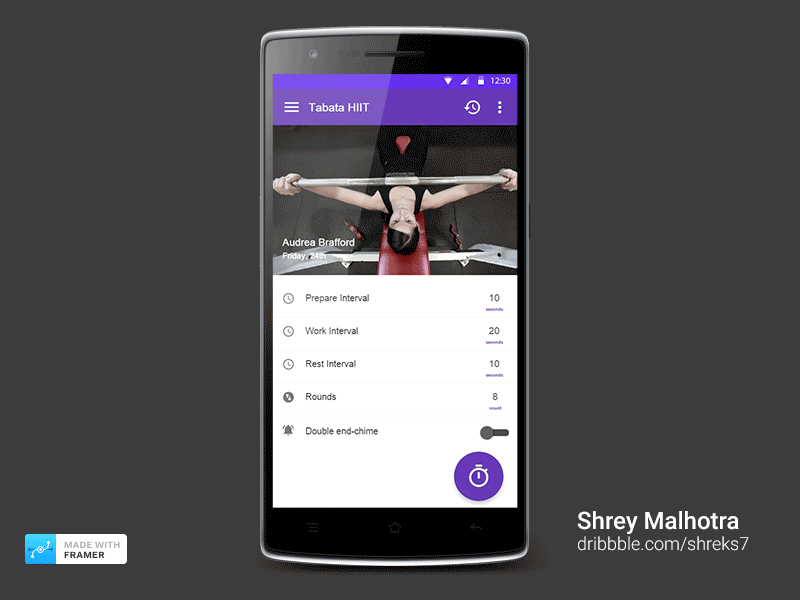 12:30
Tabata HIIT
Audrea Brafford
Friday, 24th
Prepare Interval 10
seconds
Work Interval 20
seconds
Rest Interval 10
seconds
Rounds 8
count
Double end-chime
Shrey Malhotra
dribbble.com/shreks7
MADE WITH
FRAMER